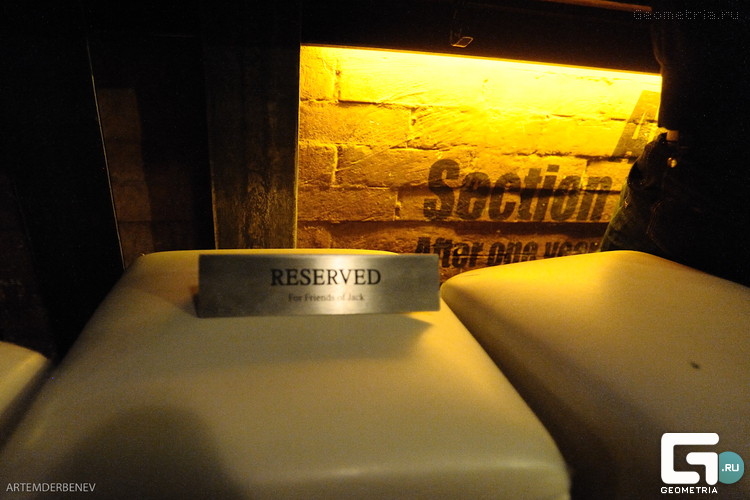 Geometria.ru
A
Section
After one year
RESERVED
For Friends of Jack
ARTEMDERBENEV
G
.RU
GEOMETRIA